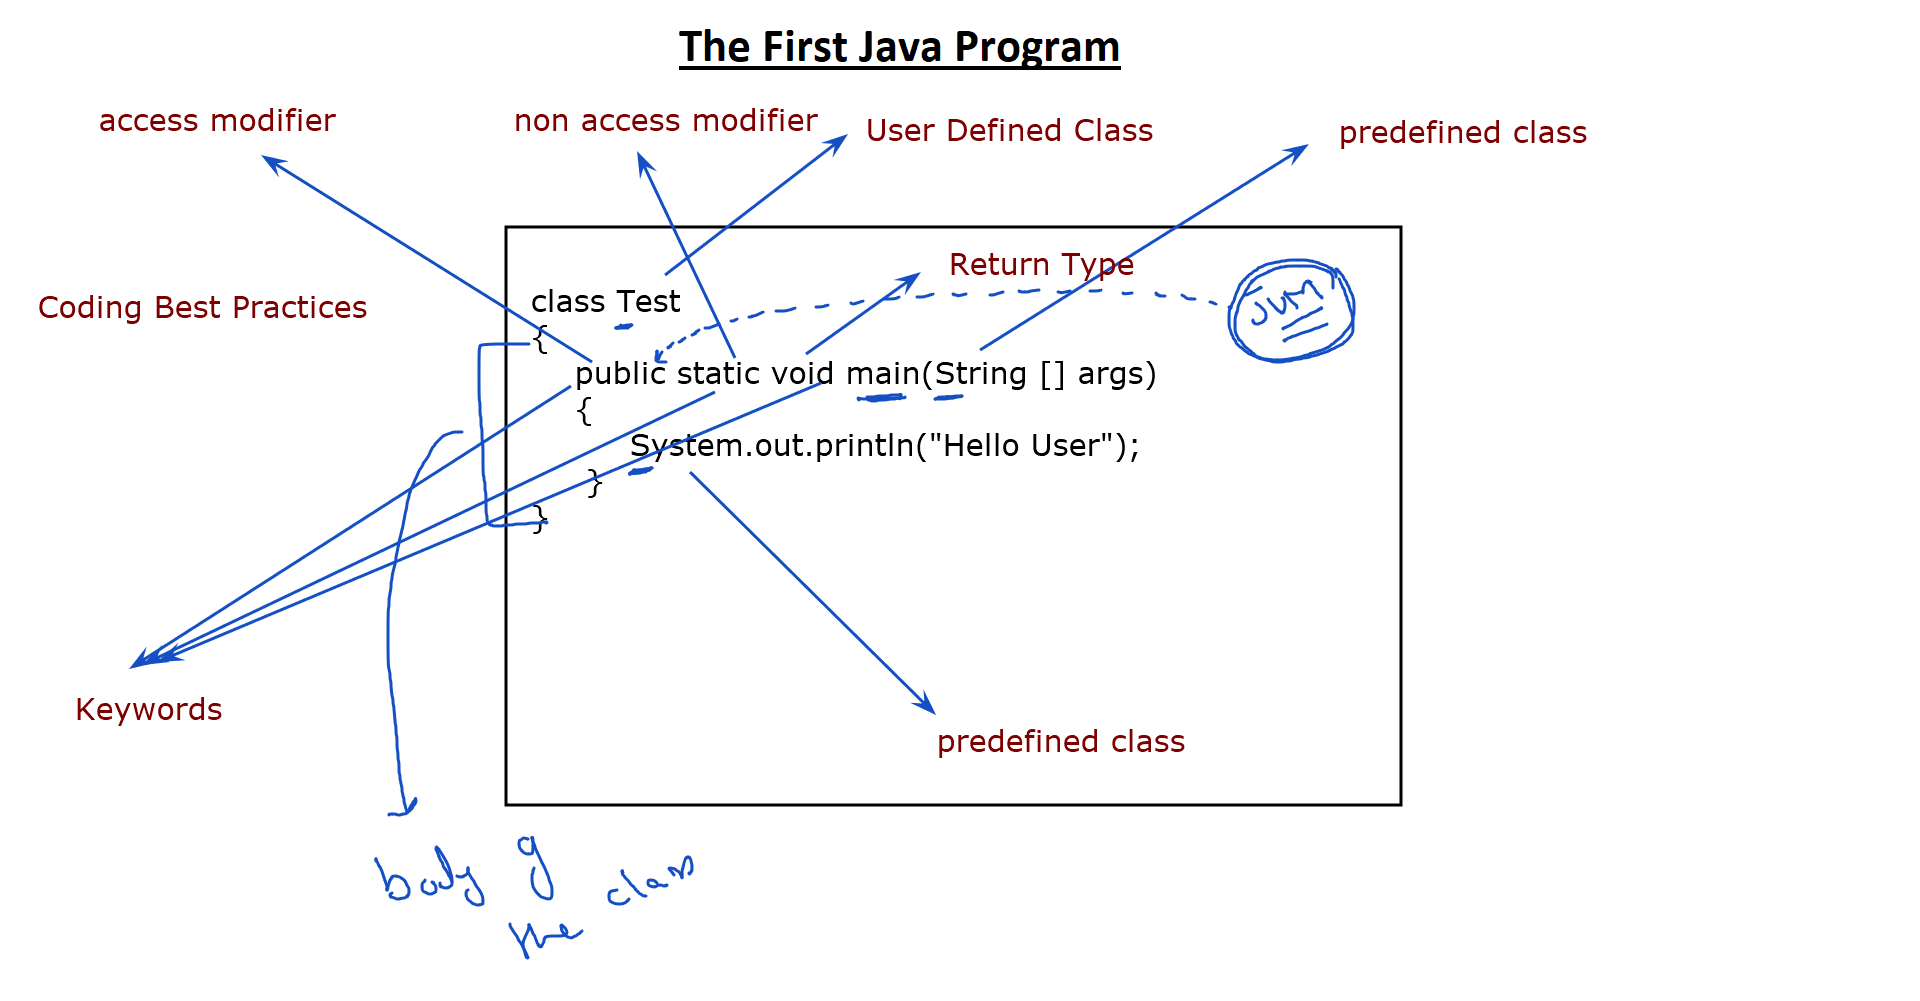 The First Java Program
access modifier
non access modifier
User Defined Class
predefined class
Return Type
JVM
Coding Best Practices
class Test
{
public static void main(String [] args)
{
System.out.println("Hello User");
}
}
Keywords
predefined class
body of
the class